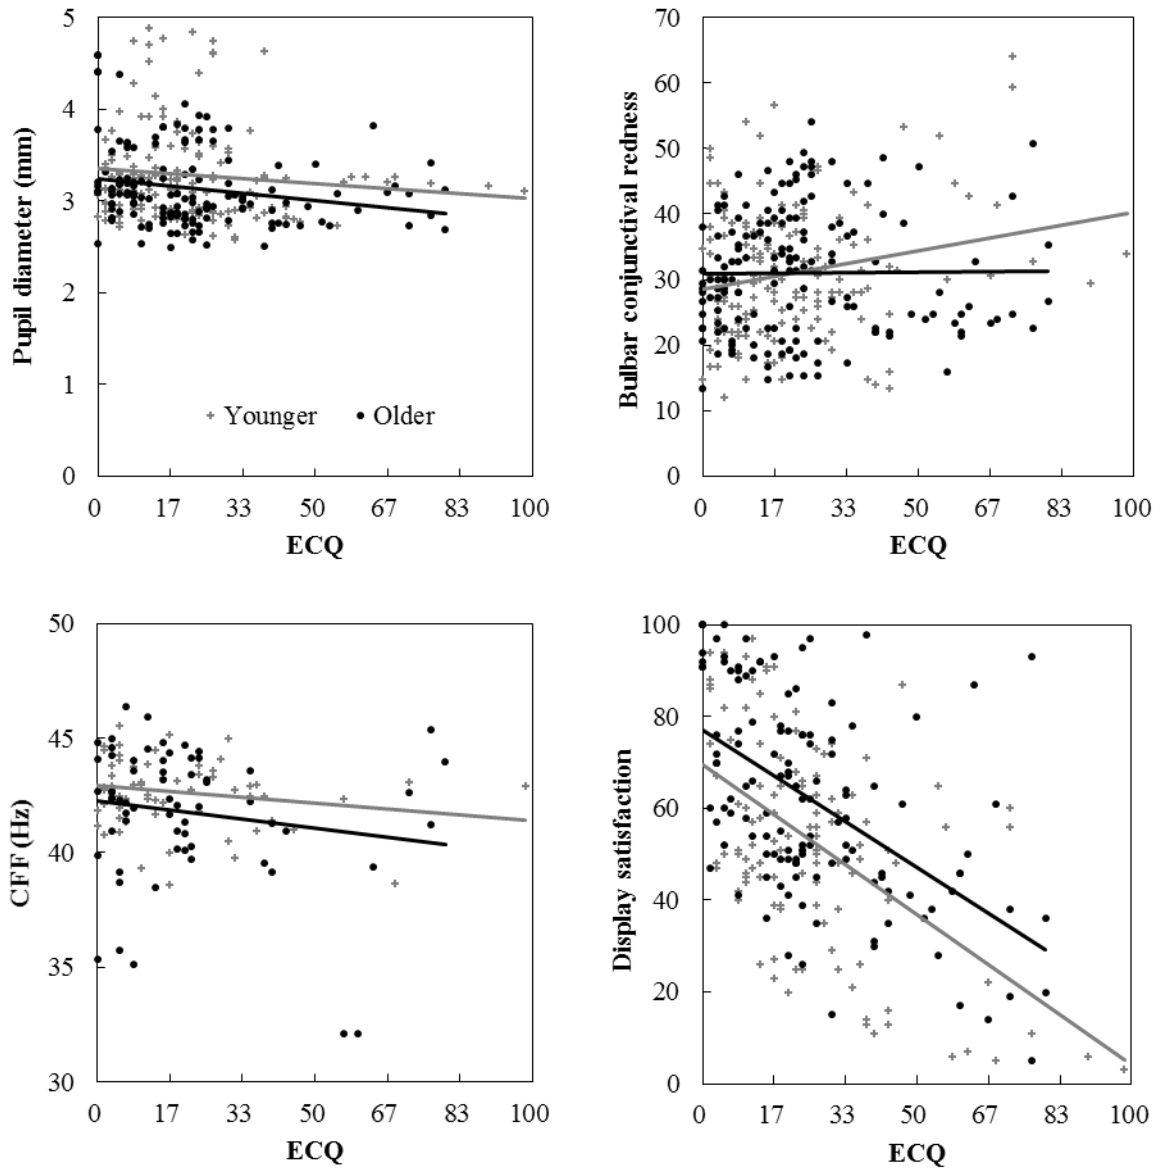 5
4
3
2
1
0
Pupil diameter (mm)
Younger Older
0 17 33 50 67 83 100
ECQ
70
60
50
40
30
20
10
0
Bulbar conjunctival redness
0 17 33 50 67 83 100
ECQ
50
45
40
35
30
CFF (Hz)
0 17 33 50 67 83 100
ECQ
100
80
60
40
20
0
Display satisfaction
0 17 33 50 67 83 100
ECQ